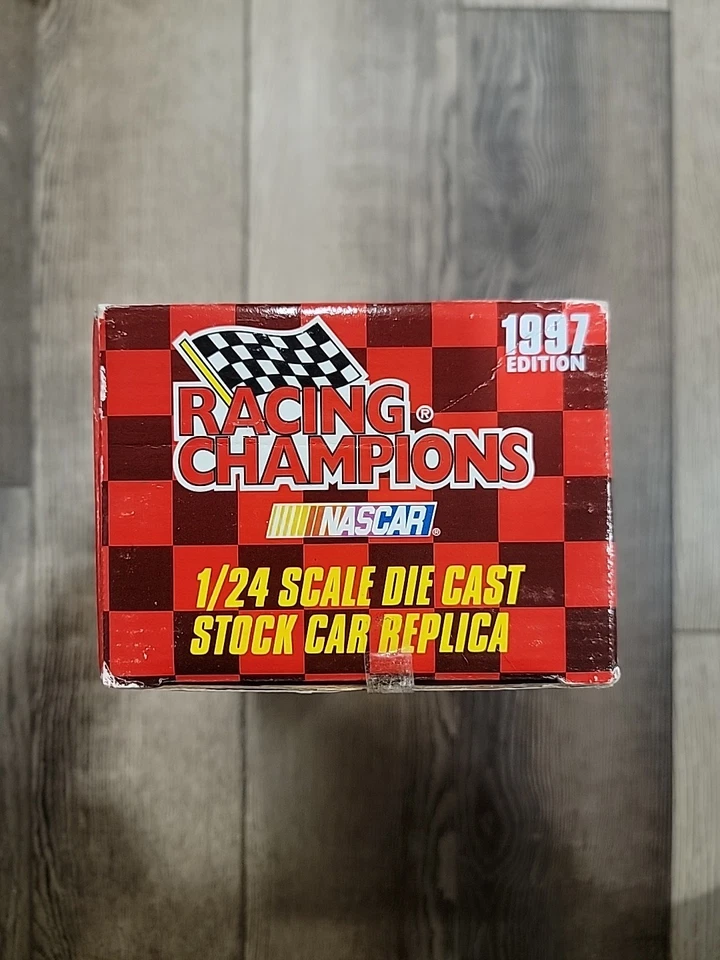 1997
EDITION
RACING ®
CHAMPIONS
NASCAR ®
1/24 SCALE DIE CAST
STOCK CAR REPLICA